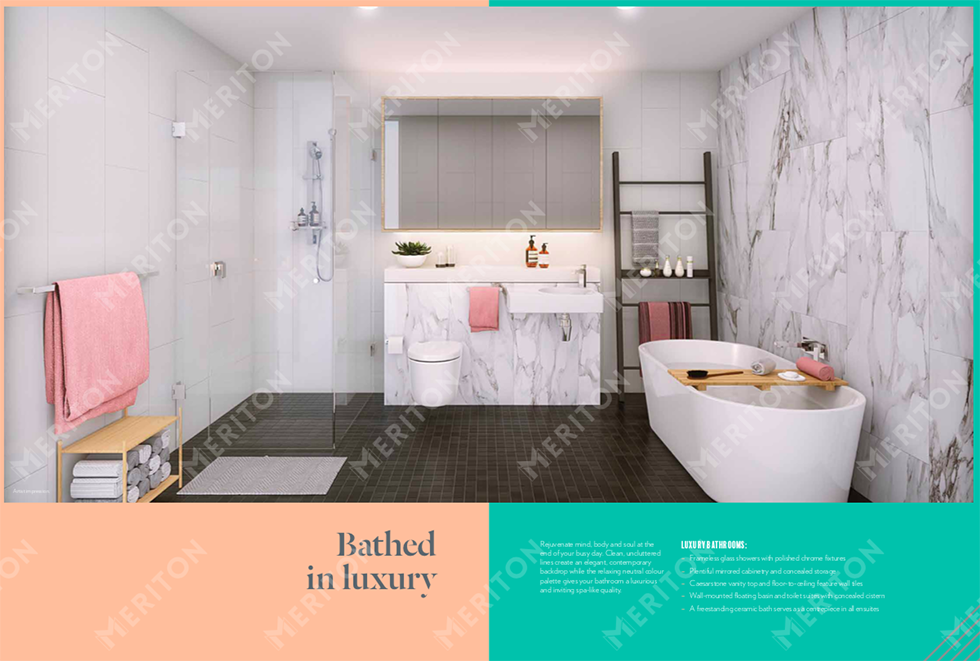 Bathed
in luxury
Rejuvenate mind, body and soul at the
end of your busy day. Clean, uncluttered
lines create an elegant, contemporary
backdrop while the relaxing neutral colour
palette gives your bathroom a luxurious
and inviting spa-like quality.
LUXURY BATHROOMS:
– Frameless glass showers with polished chrome fixtures
– Plentiful mirrored cabinetry and concealed storage
– Caesarstone vanity top and floor-to-ceiling feature wall tiles
– Wall-mounted floating basin and toilet suites with concealed cistern
– A freestanding ceramic bath serves as a centrepiece in all ensuites
MERITON